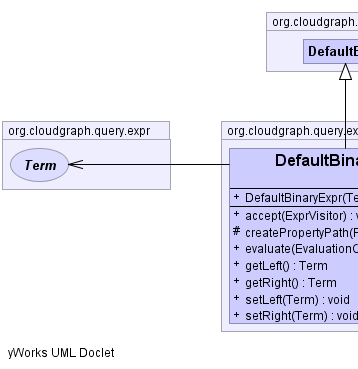 org.cloudgraph.
DefaultB
org.cloudgraph.query.expr
Term
org.cloudgraph.query.ex
DefaultBina
+ DefaultBinaryExpr(Te
+ accept(ExprVisitor) : v
# createPropertyPath(P
+ evaluate(EvaluationC
+ getLeft() : Term
+ getRight() : Term
+ setLeft(Term) : void
+ setRight(Term) : void
yWorks UML Doclet